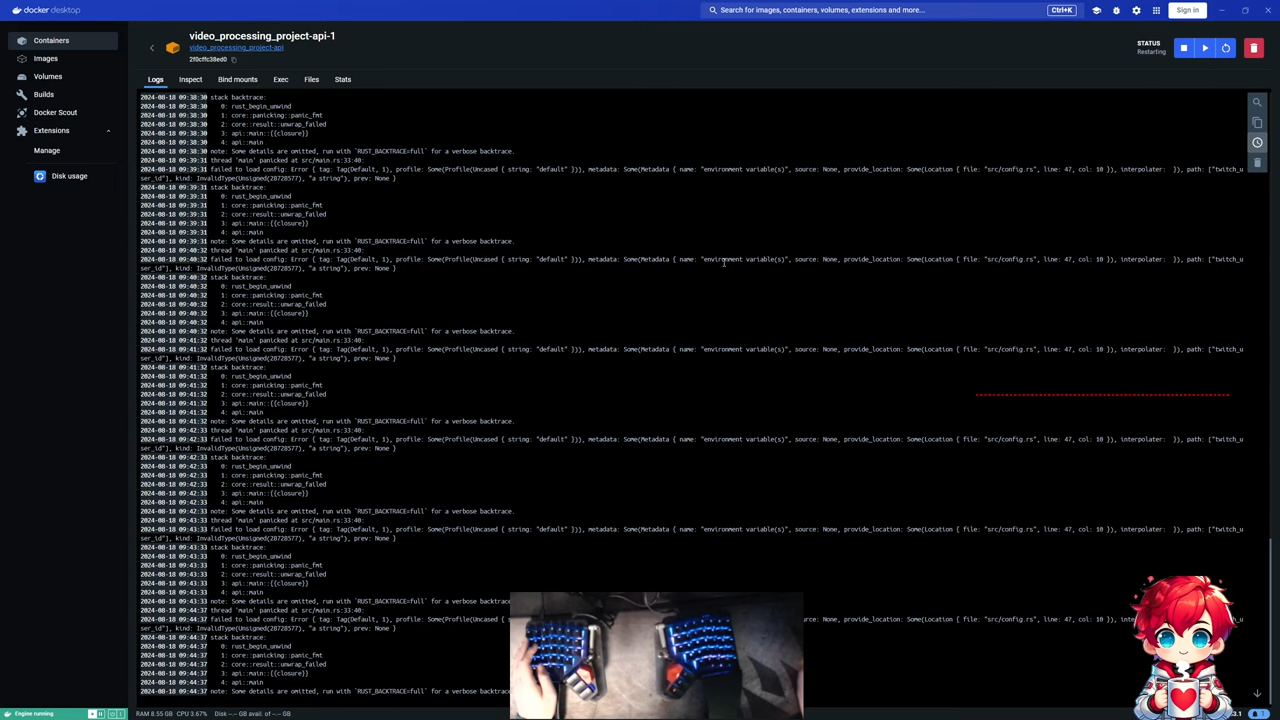 docker desktop
Search for images, containers, volumes, extensions and more...
Ctrl+K
Sign in
Containers
Images
Volumes
Builds
Docker Scout
Extensions
Manage
Disk usage
video_processing_project-api-1
video_processing_project-api
2f0cffc38ed0
STATUS
Restarting
Logs Inspect Bind mounts Exec Files Stats
2024-08-18 09:38:30 stack backtrace:
2024-08-18 09:38:30 0: rust_begin_unwind
2024-08-18 09:38:30 1: core::panicking::panic_fmt
2024-08-18 09:38:30 2: core::result::unwrap_failed
2024-08-18 09:38:30 3: api::main::{{closure}}
2024-08-18 09:38:30 4: api::main
2024-08-18 09:38:30 note: Some details are omitted, run with `RUST_BACKTRACE=full` for a verbose backtrace.
2024-08-18 09:39:31 thread 'main' panicked at src/main.rs:33:40:
2024-08-18 09:39:31 failed to load config: Error { tag: Tag(Default, 1), profile: Some(Profile(Uncased { string: "default" })), metadata: Some(Metadata { name: "environment variable(s)", source: None, provide_location: Some(Location { file: "src/config.rs", line: 47, col: 10 }), interpolater: }), path: ["twitch_u
ser_id"], kind: InvalidType(Unsigned(28728577), "a string"), prev: None }
2024-08-18 09:39:31 stack backtrace:
2024-08-18 09:39:31 0: rust_begin_unwind
2024-08-18 09:39:31 1: core::panicking::panic_fmt
2024-08-18 09:39:31 2: core::result::unwrap_failed
2024-08-18 09:39:31 3: api::main::{{closure}}
2024-08-18 09:39:31 4: api::main
2024-08-18 09:39:31 note: Some details are omitted, run with `RUST_BACKTRACE=full` for a verbose backtrace.
2024-08-18 09:40:32 thread 'main' panicked at src/main.rs:33:40:
2024-08-18 09:40:32 failed to load config: Error { tag: Tag(Default, 1), profile: Some(Profile(Uncased { string: "default" })), metadata: Some(Metadata { name: "environment variable(s)", source: None, provide_location: Some(Location { file: "src/config.rs", line: 47, col: 10 }), interpolater: }), path: ["twitch_u
ser_id"], kind: InvalidType(Unsigned(28728577), "a string"), prev: None }
2024-08-18 09:40:32 stack backtrace:
2024-08-18 09:40:32 0: rust_begin_unwind
2024-08-18 09:40:32 1: core::panicking::panic_fmt
2024-08-18 09:40:32 2: core::result::unwrap_failed
2024-08-18 09:40:32 3: api::main::{{closure}}
2024-08-18 09:40:32 4: api::main
2024-08-18 09:40:32 note: Some details are omitted, run with `RUST_BACKTRACE=full` for a verbose backtrace.
2024-08-18 09:41:32 thread 'main' panicked at src/main.rs:33:40:
2024-08-18 09:41:32 failed to load config: Error { tag: Tag(Default, 1), profile: Some(Profile(Uncased { string: "default" })), metadata: Some(Metadata { name: "environment variable(s)", source: None, provide_location: Some(Location { file: "src/config.rs", line: 47, col: 10 }), interpolater: }), path: ["twitch_u
ser_id"], kind: InvalidType(Unsigned(28728577), "a string"), prev: None }
2024-08-18 09:41:32 stack backtrace:
2024-08-18 09:41:32 0: rust_begin_unwind
2024-08-18 09:41:32 1: core::panicking::panic_fmt
2024-08-18 09:41:32 2: core::result::unwrap_failed
2024-08-18 09:41:32 3: api::main::{{closure}}
2024-08-18 09:41:32 4: api::main
2024-08-18 09:41:32 note: Some details are omitted, run with `RUST_BACKTRACE=full` for a verbose backtrace.
2024-08-18 09:42:33 thread 'main' panicked at src/main.rs:33:40:
2024-08-18 09:42:33 failed to load config: Error { tag: Tag(Default, 1), profile: Some(Profile(Uncased { string: "default" })), metadata: Some(Metadata { name: "environment variable(s)", source: None, provide_location: Some(Location { file: "src/config.rs", line: 47, col: 10 }), interpolater: }), path: ["twitch_u
ser_id"], kind: InvalidType(Unsigned(28728577), "a string"), prev: None }
2024-08-18 09:42:33 stack backtrace:
2024-08-18 09:42:33 0: rust_begin_unwind
2024-08-18 09:42:33 1: core::panicking::panic_fmt
2024-08-18 09:42:33 2: core::result::unwrap_failed
2024-08-18 09:42:33 3: api::main::{{closure}}
2024-08-18 09:42:33 4: api::main
2024-08-18 09:42:33 note: Some details are omitted, run with `RUST_BACKTRACE=full` for a verbose backtrace.
2024-08-18 09:43:33 thread 'main' panicked at src/main.rs:33:40:
2024-08-18 09:43:33 failed to load config: Error { tag: Tag(Default, 1), profile: Some(Profile(Uncased { string: "default" })), metadata: Some(Metadata { name: "environment variable(s)", source: None, provide_location: Some(Location { file: "src/config.rs", line: 47, col: 10 }), interpolater: }), path: ["twitch_u
ser_id"], kind: InvalidType(Unsigned(28728577), "a string"), prev: None }
2024-08-18 09:43:33 stack backtrace:
2024-08-18 09:43:33 0: rust_begin_unwind
2024-08-18 09:43:33 1: core::panicking::panic_fmt
2024-08-18 09:43:33 2: core::result::unwrap_failed
2024-08-18 09:43:33 3: api::main::{{closure}}
2024-08-18 09:43:33 4: api::main
2024-08-18 09:43:33 note: Some details are omitted, run with `RUST_BACKTRACE=full` for a verbose backtrace
2024-08-18 09:44:37 thread 'main' panicked at src/main.rs:33:40:
2024-08-18 09:44:37 failed to load config: Error { tag: Tag(Default, 1), profile: Some(Profile(Uncased { s ource: None, provide_location: Some(Location { file: "src/config.rs", line: 47, col: 10 }), path: ["twitch_u
ser_id"], kind: InvalidType(Unsigned(28728577), "a string"), prev: None }
2024-08-18 09:44:37 stack backtrace:
2024-08-18 09:44:37 0: rust_begin_unwind
2024-08-18 09:44:37 1: core::panicking::panic_fmt
2024-08-18 09:44:37 2: core::result::unwrap_failed
2024-08-18 09:44:37 3: api::main::{{closure}}
2024-08-18 09:44:37 4: api::main
2024-08-18 09:44:37 note: Some details are omitted, run with `RUST_BACKTRACE=full` for a verbose backtrace
Engine running
RAM 8.55 GB CPU 3.67% Disk --.-- GB avail. of --.-- GB
3.1